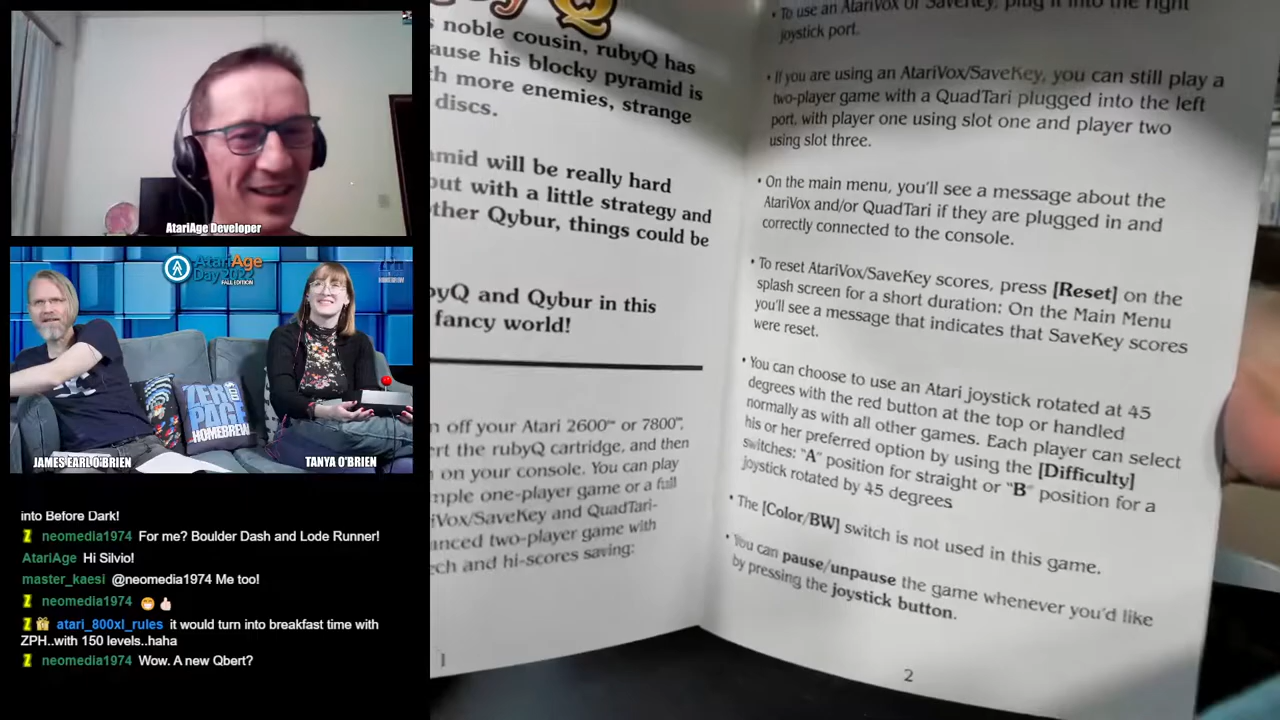 AtariAge Developer
AtariAge
Day 2022
FALL EDITION
ZPH
ZERO
PAGE
HOMEBREW
JAMES EARL O'BRIEN
TANYA O'BRIEN
into Before Dark!
neomedia1974 For me? Boulder Dash and Lode Runner!
AtariAge Hi Silvio!
master_kaesi @neomedia1974 Me too!
neomedia1974
atari_800xl_rules it would turn into breakfast time with
ZPH..with 150 levels..haha
neomedia1974 Wow. A new Qbert?
noble cousin, rubyQ has
ause his blocky pyramid is
h more enemies, strange
discs.
mid will be really hard
but with a little strategy and
ther Qybur, things could be
byQ and Qybur in this
fancy world!
n off your Atari 2600™ or 7800™,
rt the rubyQ cartridge, and then
on your console. You can play
mple one-player game or a full
iVox/SaveKey and QuadTari-
anced two-player game with
ech and hi-scores saving:
1
• To use an AtariVox or SaveKey, plug it into the right
joystick port.
• If you are using an AtariVox/SaveKey, you can still play a
two-player game with a QuadTari plugged into the left
port, with player one using slot one and player two
using slot three.
• On the main menu, you'll see a message about the
AtariVox and/or QuadTari if they are plugged in and
correctly connected to the console.
• To reset AtariVox/SaveKey scores, press [Reset] on the
splash screen for a short duration: On the Main Menu
you'll see a message that indicates that SaveKey scores
were reset.
• You can choose to use an Atari joystick rotated at 45
degrees with the red button at the top or handled
normally as with all other games. Each player can select
his or her preferred option by using the [Difficulty]
switches: "A" position for straight or "B" position for a
joystick rotated by 45 degrees.
• The [Color/BW] switch is not used in this game.
• You can pause/unpause the game whenever you'd like
by pressing the joystick button.
2